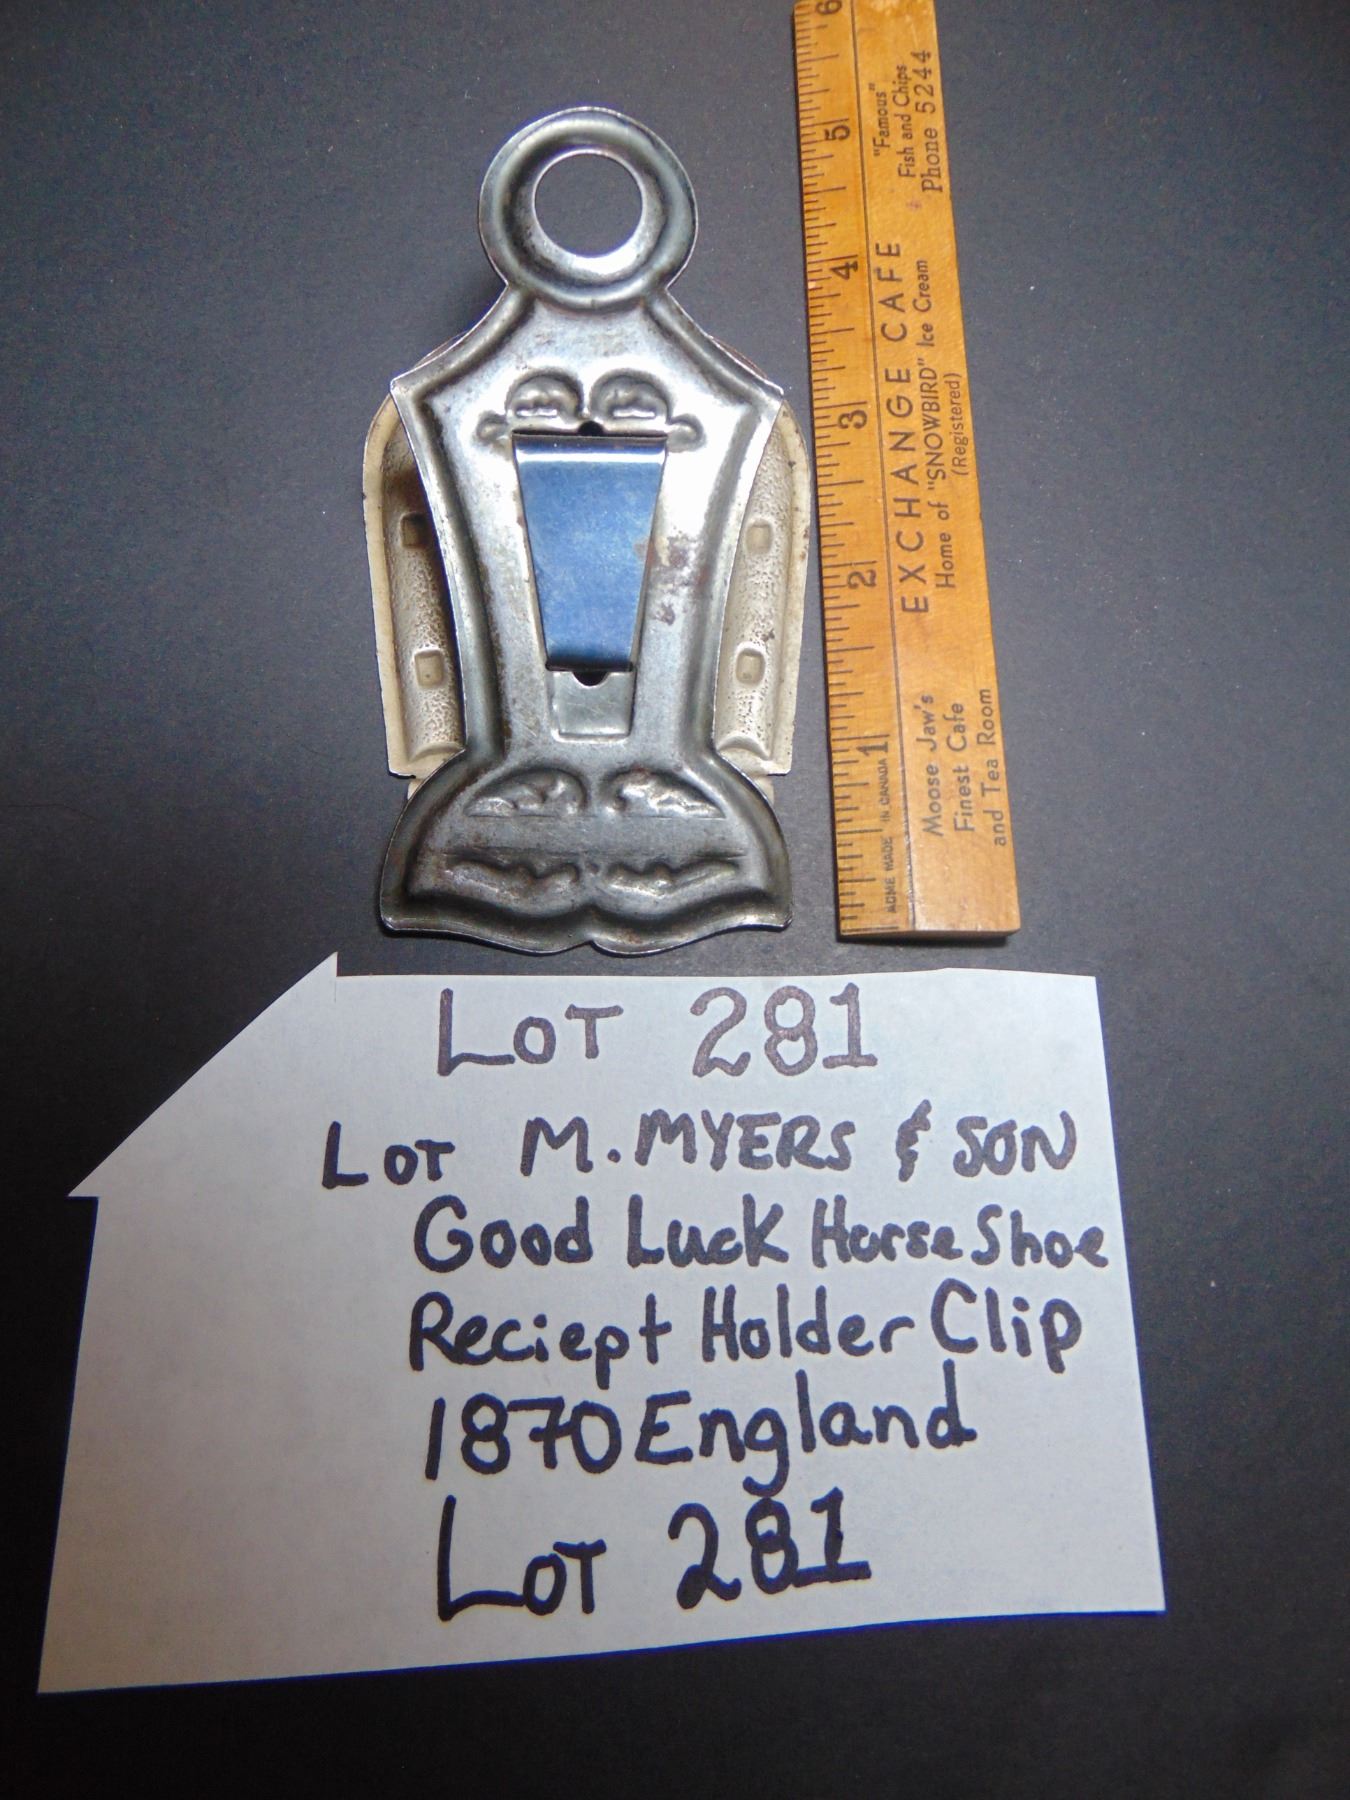 6
5
4
3
2
1
"Famous"
Fish and Chips
Phone 5244
EXCHANGE CAFE
Home of "SNOWBIRD" Ice Cream
(Registered)
Moose Jaw's
Finest Cafe
and Tea Room
ACME MADE IN CANADA
LOT 281
LOT M. MYERS & SON
Good Luck Horse Shoe
Reciept Holder Clip
1870 England
LOT 281